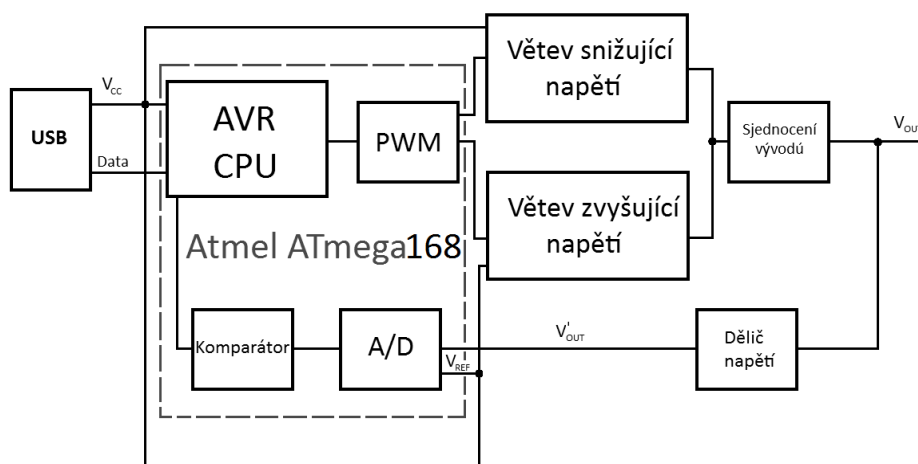 USB
V_CC
Data
AVR
CPU
PWM
Atmel ATmega168
Komparátor
A/D
V_REF
Větev snižující
napětí
Větev zvyšující
napětí
Sjednocení
vývodů
V_OUT
V'_OUT
Dělič
napětí